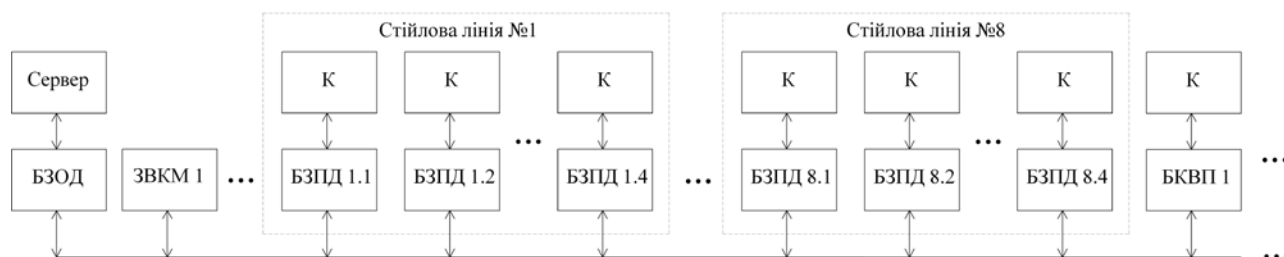 Стійлова лінія №1
Стійлова лінія №8
Сервер
К
К
К
К
К
К
К
...
...
БЗОД
ЗВКМ 1
...
БЗПД 1.1
БЗПД 1.2
БЗПД 1.4
...
БЗПД 8.1
БЗПД 8.2
БЗПД 8.4
БКВП 1
...
...